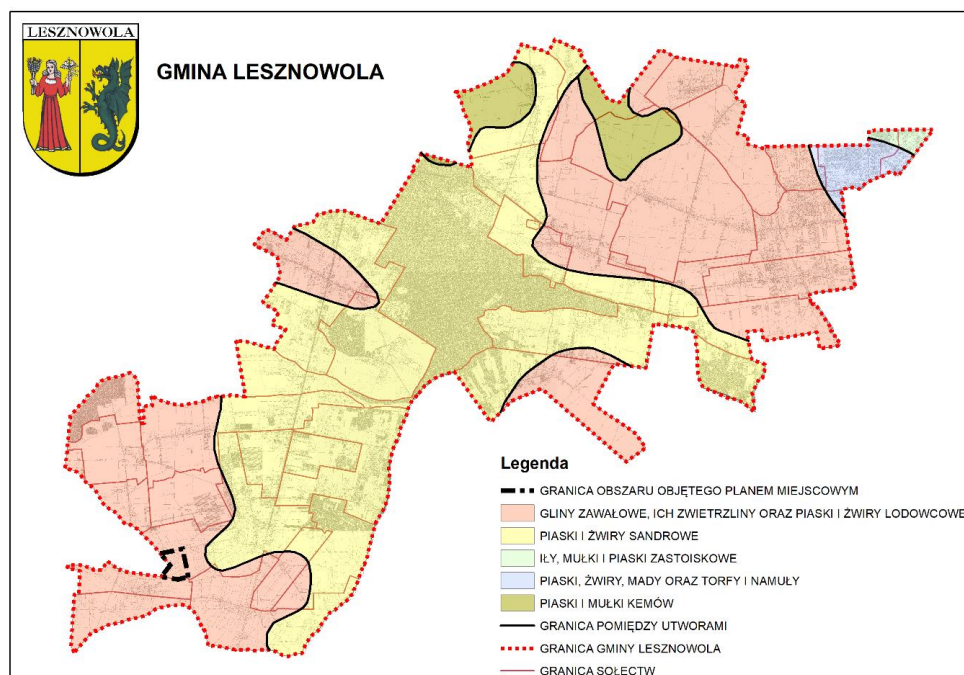 LESZNOWOLA
GMINA LESZNOWOLA
Legenda
GRANICA OBSZARU OBJĘTEGO PLANEM MIEJSCOWYM
GLINY ZAWAŁOWE, ICH ZWIETRZLINY ORAZ PIASKI I ŻWIRY LODOWCOWE
PIASKI I ŻWIRY SANDROWE
IŁY, MUŁKI I PIASKI ZASTOISKOWE
PIASKI, ŻWIRY, MADY ORAZ TORFY I NAMUŁY
PIASKI I MUŁKI KEMÓW
GRANICA POMIĘDZY UTWORAMI
GRANICA GMINY LESZNOWOLA
GRANICA SOŁECTW